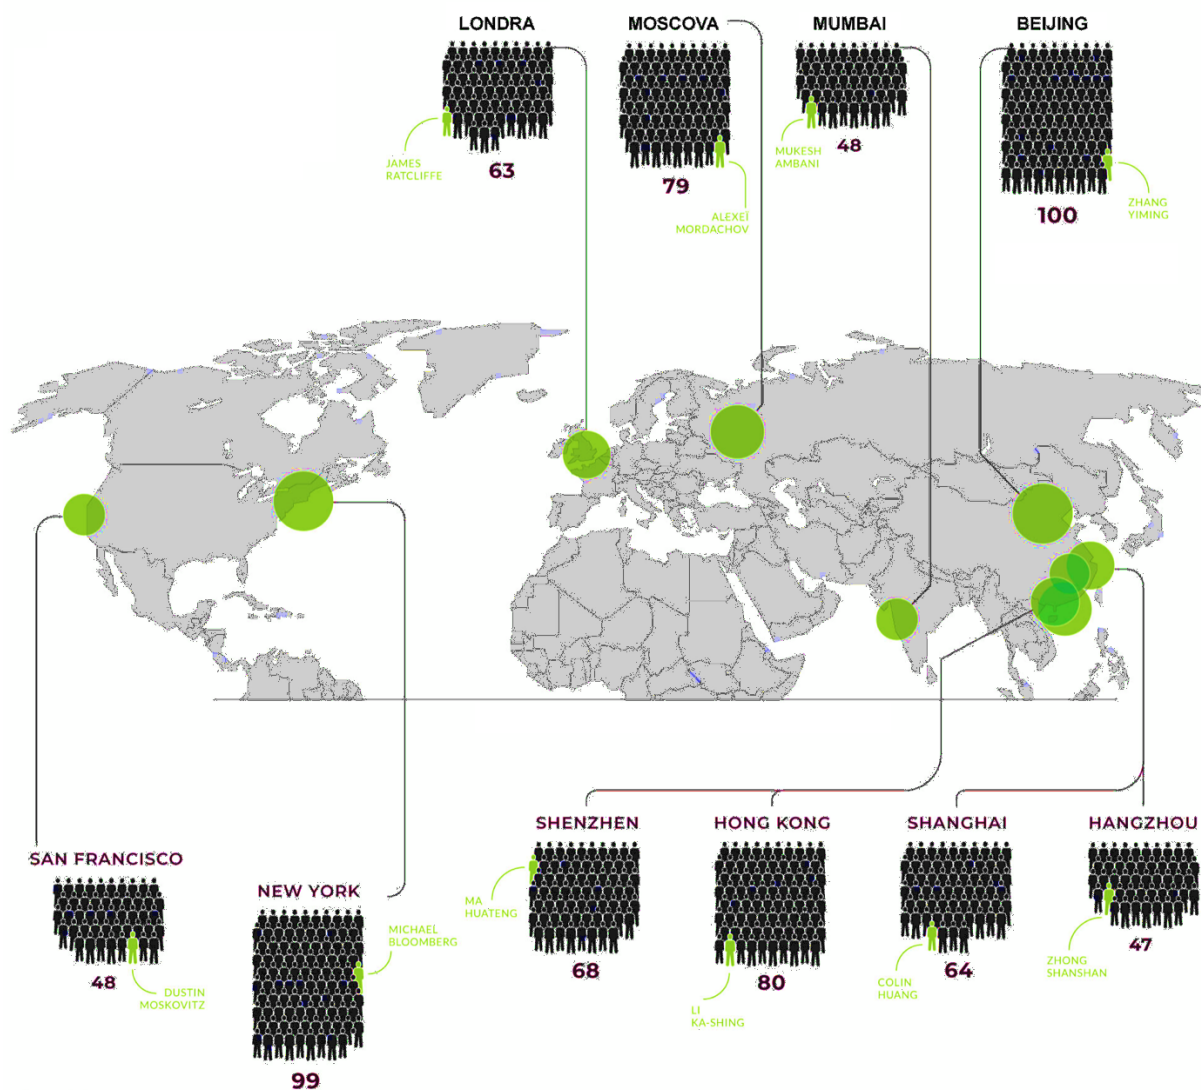 LONDRA
JAMES
RATCLIFFE
63
MOSCOVA
79
ALEXEÏ
MORDACHOV
MUMBAI
MUKESH
AMBANI
48
BEIJING
100
ZHANG
YIMING
SAN FRANCISCO
48
DUSTIN
MOSKOVITZ
NEW YORK
MICHAEL
BLOOMBERG
99
SHENZHEN
MA
HUATENG
68
HONG KONG
80
LI
KA-SHING
SHANGHAI
COLIN
HUANG
64
HANGZHOU
ZHONG
SHANSHAN
47